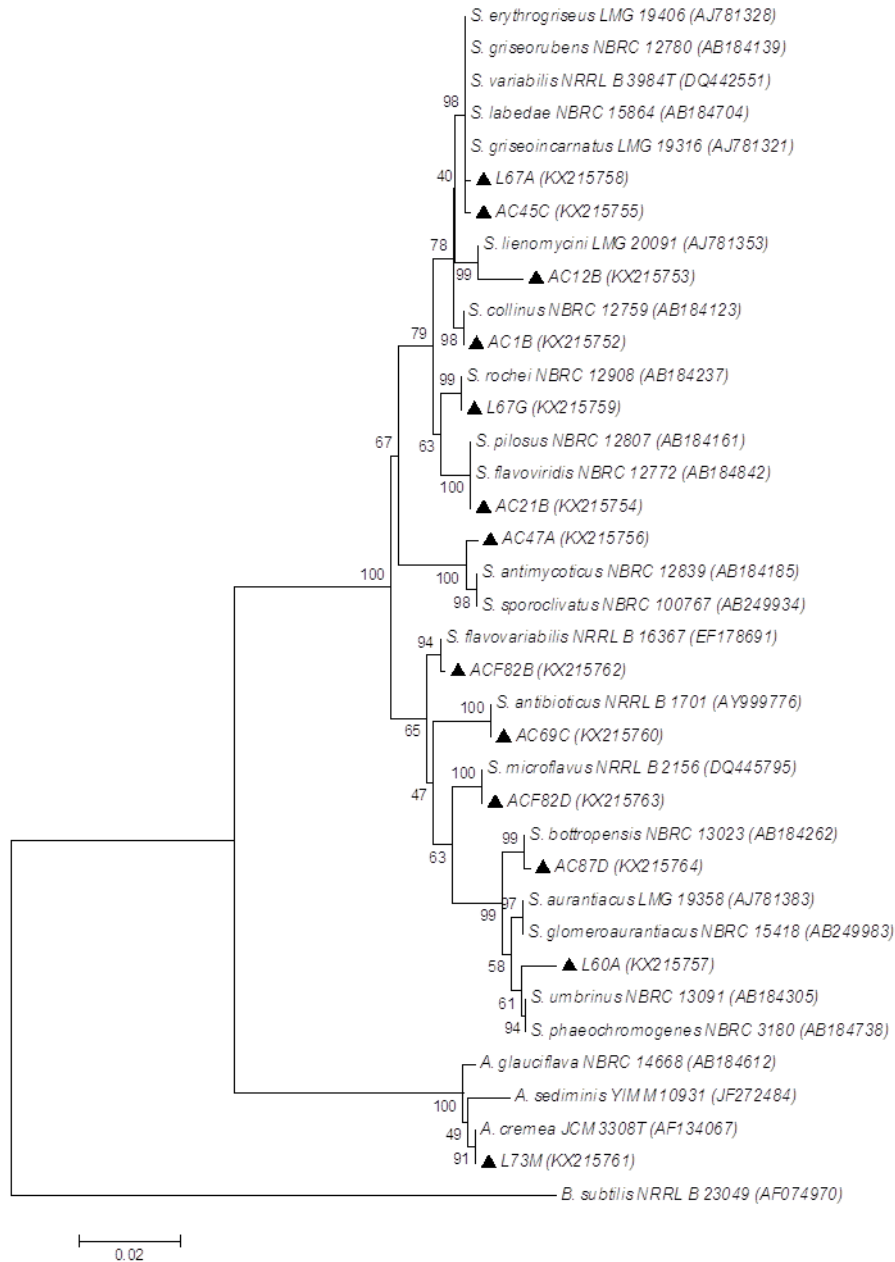 S. erythrogriseus LMG 19406 (AJ781328)
S. griseorubens NBRC 12780 (AB184139)
S. variabilis NRRL B 3984T (DQ442551)
98
S. labedae NBRC 15864 (AB184704)
S. griseoincarnatus LMG 19316 (AJ781321)
40
L67A (KX215758)
AC45C (KX215755)
78
S. lienomycini LMG 20091 (AJ781353)
99
AC12B (KX215753)
S. collinus NBRC 12759 (AB184123)
79
98
AC1B (KX215752)
99
S. rochei NBRC 12908 (AB184237)
L67G (KX215759)
67
63
S. pilosus NBRC 12807 (AB184161)
S. flavoviridis NBRC 12772 (AB184842)
100
AC21B (KX215754)
AC47A (KX215756)
100
100
S. antimycoticus NBRC 12839 (AB184185)
98
S. sporoclivatus NBRC 100767 (AB249934)
94
S. flavovariabilis NRRL B 16367 (EF178691)
ACF82B (KX215762)
100
S. antibioticus NRRL B 1701 (AY999776)
65
AC69C (KX215760)
100
S. microflavus NRRL B 2156 (DQ445795)
47
ACF82D (KX215763)
99
S. bottropensis NBRC 13023 (AB184262)
63
AC87D (KX215764)
97
S. aurantiacus LMG 19358 (AJ781383)
99
S. glomeroaurantiacus NBRC 15418 (AB249983)
58
L60A (KX215757)
61
S. umbrinus NBRC 13091 (AB184305)
94
S. phaeochromogenes NBRC 3180 (AB184738)
A. glauciflava NBRC 14668 (AB184612)
100
A. sediminis YIM M10931 (JF272484)
49
A. cremea JCM 3308T (AF134067)
91
L73M (KX215761)
B. subtilis NRRL B 23049 (AF074970)
0.02